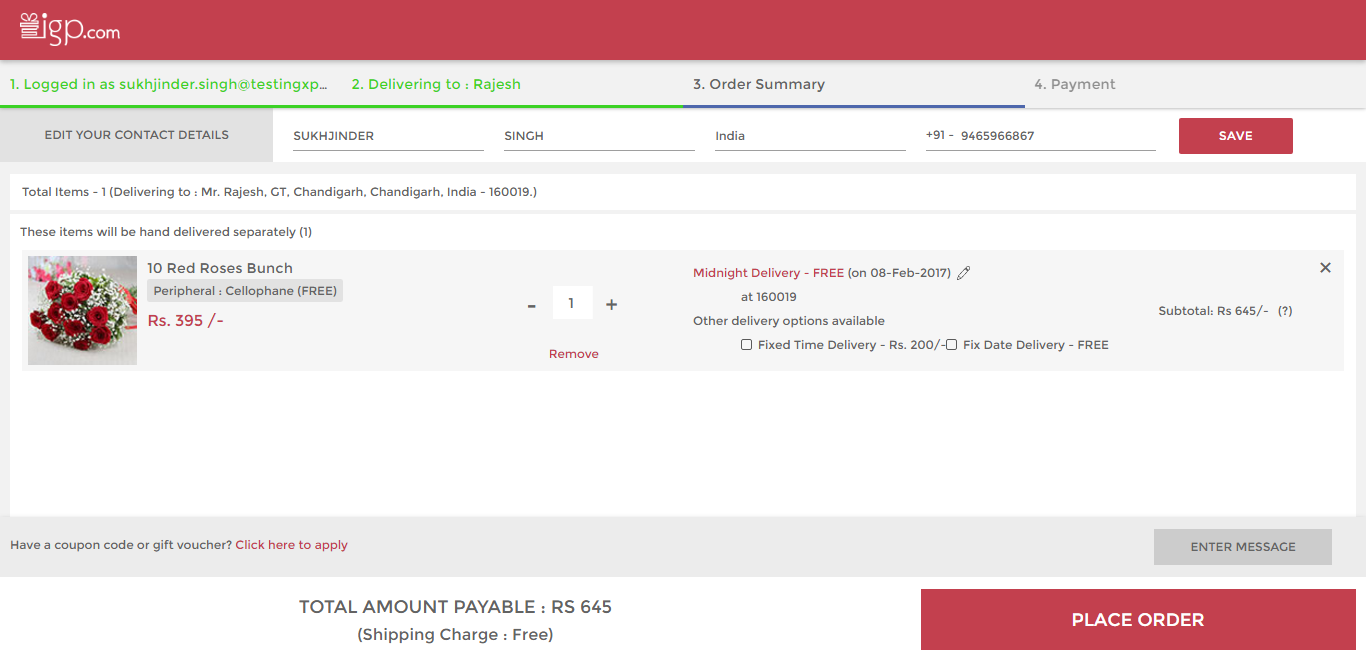 igp.com
1. Logged in as sukhjinder.singh@testingxp...
2. Delivering to : Rajesh
3. Order Summary
4. Payment
EDIT YOUR CONTACT DETAILS
SUKHJINDER
SINGH
India
+91 - 9465966867
SAVE
Total Items - 1 (Delivering to : Mr. Rajesh, GT, Chandigarh, Chandigarh, India - 160019.)
These items will be hand delivered separately (1)
10 Red Roses Bunch
Peripheral : Cellophane (FREE)
Rs. 395 /-
- 1 +
Remove
Midnight Delivery - FREE (on 08-Feb-2017)
at 160019
Other delivery options available
Fixed Time Delivery - Rs. 200/- Fix Date Delivery - FREE
Subtotal: Rs 645/- (?)
Have a coupon code or gift voucher? Click here to apply
ENTER MESSAGE
TOTAL AMOUNT PAYABLE : RS 645
(Shipping Charge : Free)
PLACE ORDER